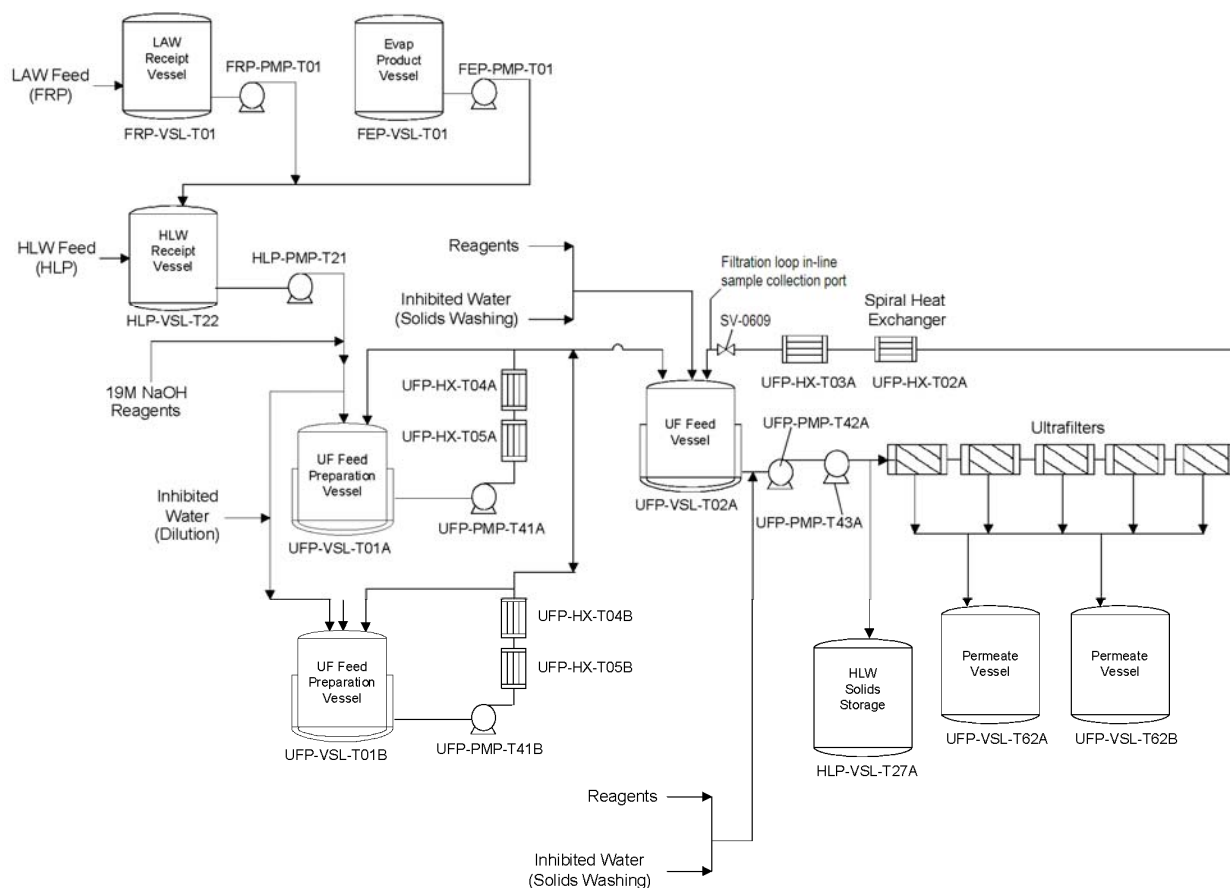 LAW
Receipt
Vessel
Evap
Product
Vessel
LAW Feed
(FRP)
FRP-PMP-T01
FEP-PMP-T01
FRP-VSL-T01
FEP-VSL-T01
HLW
Receipt
Vessel
HLW Feed
(HLP)
HLP-PMP-T21
HLP-VSL-T22
Reagents
Inhibited Water
(Solids Washing)
Filtration loop in-line
sample collection port
SV-0609
Spiral Heat
Exchanger
UFP-HX-T03A
UFP-HX-T02A
19M NaOH
Reagents
UFP-HX-T04A
UFP-HX-T05A
UF Feed
Preparation
Vessel
UFP-PMP-T41A
UFP-VSL-T01A
Inhibited
Water
(Dilution)
UF Feed
Vessel
UFP-VSL-T02A
UFP-PMP-T42A
UFP-PMP-T43A
Ultrafilters
UFP-HX-T04B
UFP-HX-T05B
UF Feed
Preparation
Vessel
UFP-PMP-T41B
UFP-VSL-T01B
HLW
Solids
Storage
HLP-VSL-T27A
Permeate
Vessel
UFP-VSL-T62A
Permeate
Vessel
UFP-VSL-T62B
Reagents
Inhibited Water
(Solids Washing)